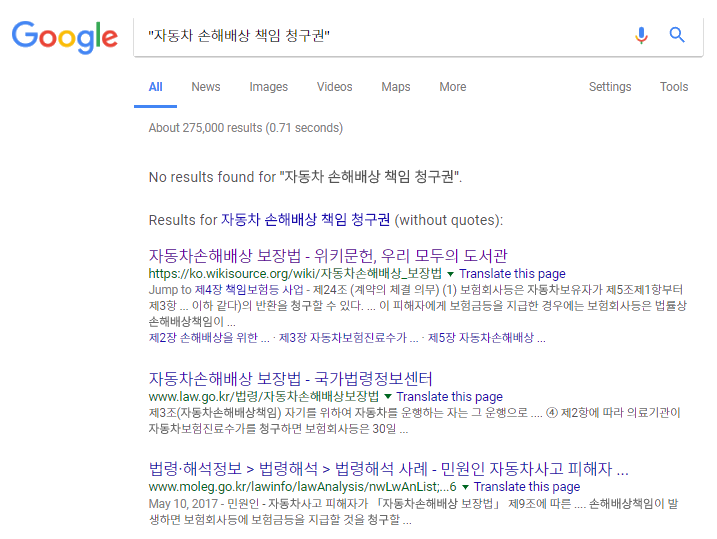 Google
"자동차 손해배상 책임 청구권"
All News Images Videos Maps More Settings Tools
About 275,000 results (0.71 seconds)
No results found for "자동차 손해배상 책임 청구권".
Results for 자동차 손해배상 책임 청구권 (without quotes):
자동차손해배상 보장법 - 위키문헌, 우리 모두의 도서관
https://ko.wikisource.org/wiki/자동차손해배상_보장법 ▼ Translate this page
Jump to 제4장 책임보험등 사업 - 제24조 (계약의 체결 의무) (1) 보험회사등은 자동차보유자가 제5조제1항부터
제3항 ... 이하 같다)의 반환을 청구할 수 있다. ... 이 피해자에게 보험금등을 지급한 경우에는 보험회사등은 법률상
손해배상책임이 ...
제2장 손해배상을 위한 ... · 제3장 자동차보험진료수가 ... · 제5장 자동차손해배상 ...
자동차손해배상 보장법 - 국가법령정보센터
www.law.go.kr/법령/자동차손해배상보장법 ▼ Translate this page
제3조(자동차손해배상책임) 자기를 위하여 자동차를 운행하는 자는 그 운행으로 .... ④ 제2항에 따라 의료기관이
자동차보험진료수가를 청구하면 보험회사등은 30일 ...
법령·해석정보 > 법령해석 > 법령해석 사례 - 민원인 자동차사고 피해자 ...
www.moleg.go.kr/lawinfo/lawAnalysis/nwLwAnList;...6 ▼ Translate this page
May 10, 2017 - 민원인 - 자동차사고 피해자가 「자동차손해배상 보장법」 제9조에 따른 .... 손해배상책임이 발
생하면 보험회사등에 보험금등을 지급할 것을 청구할 ...